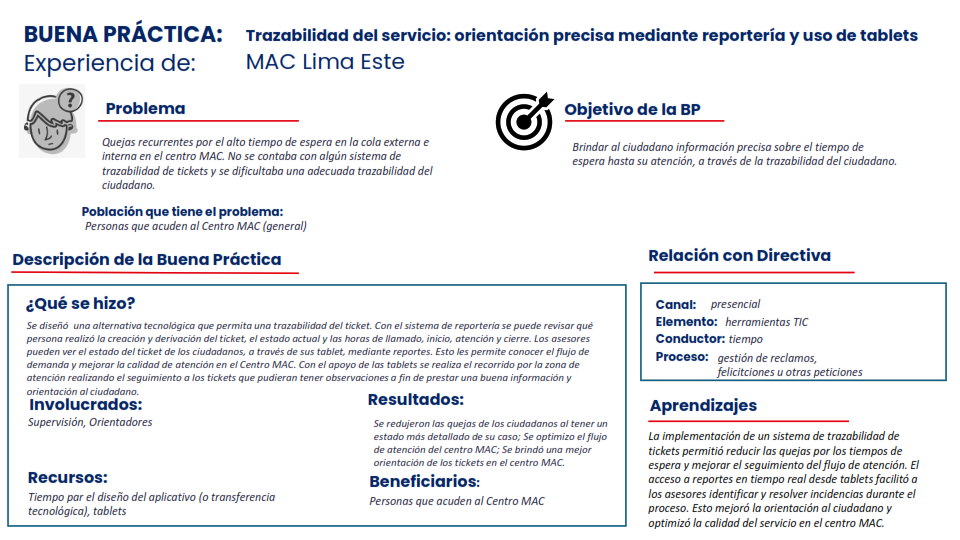 BUENA PRÁCTICA:
Trazabilidad del servicio: orientación precisa mediante reportería y uso de tablets
Experiencia de:
MAC Lima Este
?
Problema
Quejas recurrentes por el alto tiempo de espera en la cola externa e
interna en el centro MAC. No se contaba con algún sistema de
trazabilidad de tickets y se dificultaba una adecuada trazabilidad del
ciudadano.
Población que tiene el problema:
Personas que acuden al Centro MAC (general)
Objetivo de la BP
Brindar al ciudadano información precisa sobre el tiempo de
espera hasta su atención, a través de la trazabilidad del ciudadano.
Descripción de la Buena Práctica
¿Qué se hizo?
Se diseñó una alternativa tecnológica que permita una trazabilidad del ticket. Con el sistema de reportería se puede revisar qué
persona realizó la creación y derivación del ticket, el estado actual y las horas de llamado, inicio, atención y cierre. Los asesores
pueden ver el estado del ticket de los ciudadanos, a través de sus tablet, mediante reportes. Esto les permite conocer el flujo de
demanda y mejorar la calidad de atención en el Centro MAC. Con el apoyo de las tablets se realiza el recorrido por la zona de
atención realizando el seguimiento a los tickets que pudieran tener observaciones a fin de prestar una buena información y
orientación al ciudadano.
Involucrados:
Supervisión, Orientadores
Recursos:
Tiempo par el diseño del aplicativo (o transferencia
tecnológica), tablets
Resultados:
Se redujeron las quejas de los ciudadanos al tener un
estado más detallado de su caso; Se optimizo el flujo
de atención del centro MAC; Se brindó una mejor
orientación de los tickets en el centro MAC.
Beneficiarios:
Personas que acuden al Centro MAC
Relación con Directiva
Canal: presencial
Elemento: herramientas TIC
Conductor: tiempo
Proceso: gestión de reclamos,
felicitciones u otras peticiones
Aprendizajes
La implementación de un sistema de trazabilidad de
tickets permitió reducir las quejas por los tiempos de
espera y mejorar el seguimiento del flujo de atención. El
acceso a reportes en tiempo real desde tablets facilitó a
los asesores identificar y resolver incidencias durante el
proceso. Esto mejoró la orientación al ciudadano y
optimizó la calidad del servicio en el centro MAC.